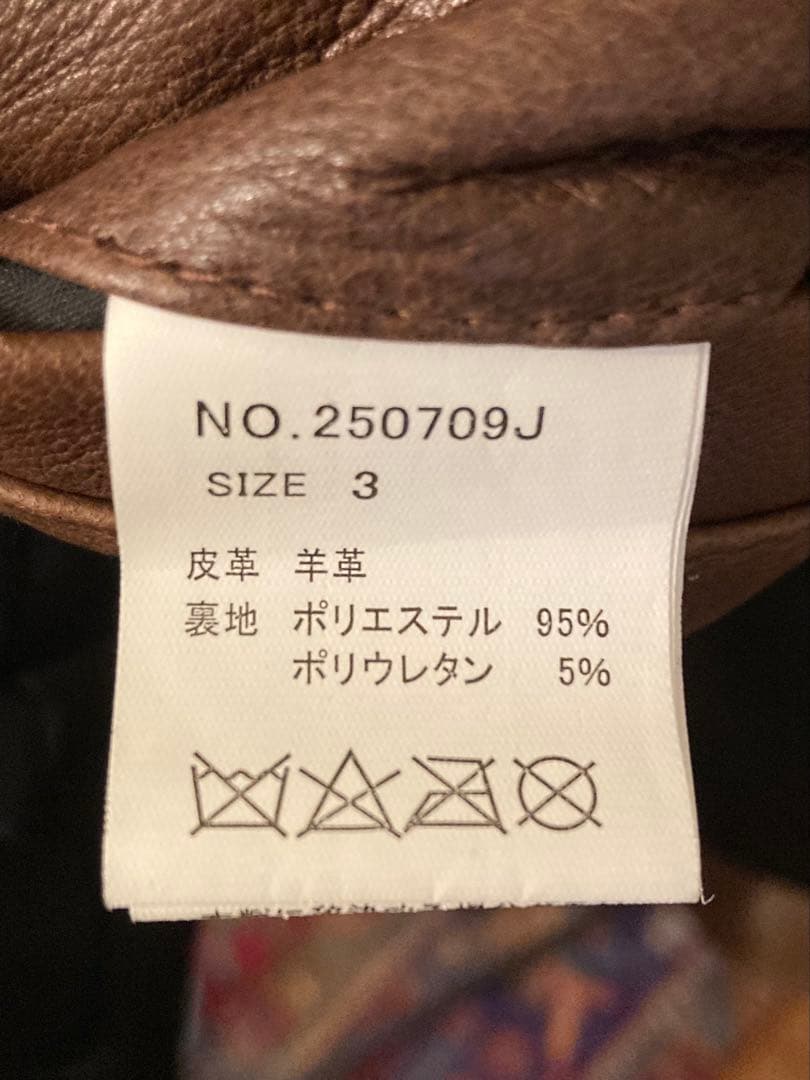 NO.250709J
SIZE 3
皮革 羊革
裏地 ポリエステル 95%
ポリウレタン 5%